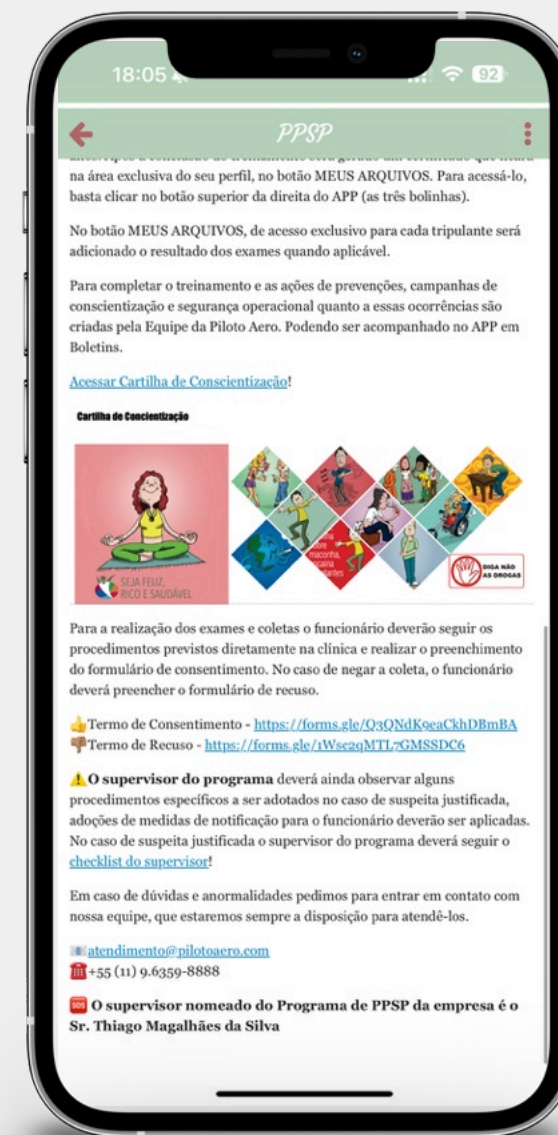 18:05
92
PPSP
na área exclusiva do seu perfil, no botão MEUS ARQUIVOS. Para acessá-lo,
basta clicar no botão superior da direita do APP (as três bolinhas).
No botão MEUS ARQUIVOS, de acesso exclusivo para cada tripulante será
adicionado o resultado dos exames quando aplicável.
Para completar o treinamento e as ações de prevenções, campanhas de
conscientização e segurança operacional quanto a essas ocorrências são
criadas pela Equipe da Piloto Aero. Podendo ser acompanhado no APP em
Boletins.
Acessar Cartilha de Conscientização!
Cartilha de Concientização
SEJA FELIZ,
RICO E SAUDÁVEL
sobre
maconha,
DIGA NÃO
AS DROGAS
Para a realização dos exames e coletas o funcionário deverão seguir os
procedimentos previstos diretamente na clínica e realizar o preenchimento
do formulário de consentimento. No caso de negar a coleta, o funcionário
deverá preencher o formulário de recuso.
👍Termo de Consentimento - https://forms.gle/Q3QNdK9eaCkhDBmBA
👎Termo de Recuso - https://forms.gle/1Wsc2qMTL7GMSSDC6
⚠️O supervisor do programa deverá ainda observar alguns
procedimentos específicos a ser adotados no caso de suspeita justificada,
adoções de medidas de notificação para o funcionário deverão ser aplicadas.
No caso de suspeita justificada o supervisor do programa deverá seguir o
checklist do supervisor!
Em caso de dúvidas e anormalidades pedimos para entrar em contato com
nossa equipe, que estaremos sempre a disposição para atendê-los.
📧atendimento@pilotoaero.com
☎️+55 (11) 9.6359-8888
🆘 O supervisor nomeado do Programa de PPSP da empresa é o
Sr. Thiago Magalhães da Silva